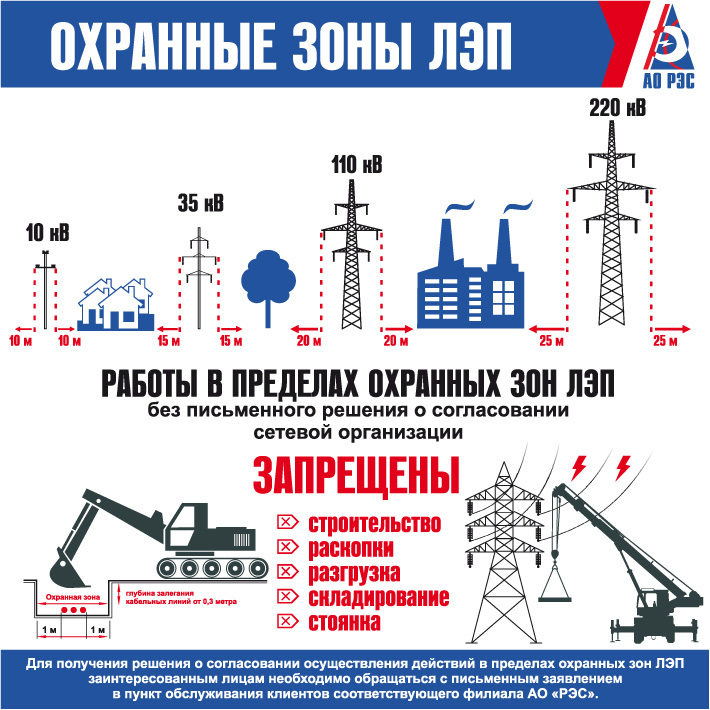 ОХРАННЫЕ ЗОНЫ ЛЭП
АО РЭС
220 кВ
110 кВ
35 кВ
10 кВ
10 м 10 м 15 м 15 м 20 м 20 м 25 м 25 м
РАБОТЫ В ПРЕДЕЛАХ ОХРАННЫХ ЗОН ЛЭП
без письменного решения о согласовании
сетевой организации
ЗАПРЕЩЕНЫ
строительство
раскопки
разгрузка
складирование
стоянка
Охранная зона
глубина залегания
кабельных линий от 0,3 метра
1 м 1 м
Для получения решения о согласовании осуществления действий в пределах охранных зон ЛЭП
заинтересованным лицам необходимо обращаться с письменным заявлением
в пункт обслуживания клиентов соответствующего филиала АО «РЭС».